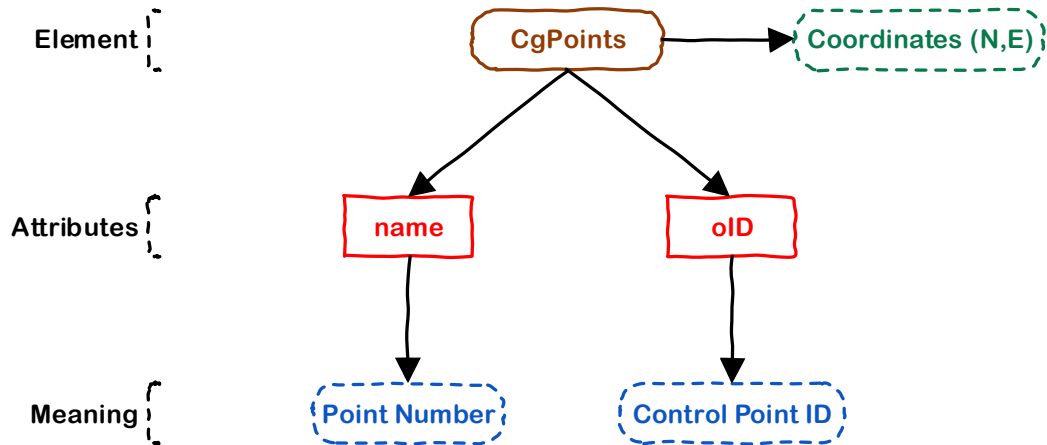 Element
CgPoints
Coordinates (N,E)
Attributes
name
oID
Meaning
Point Number
Control Point ID